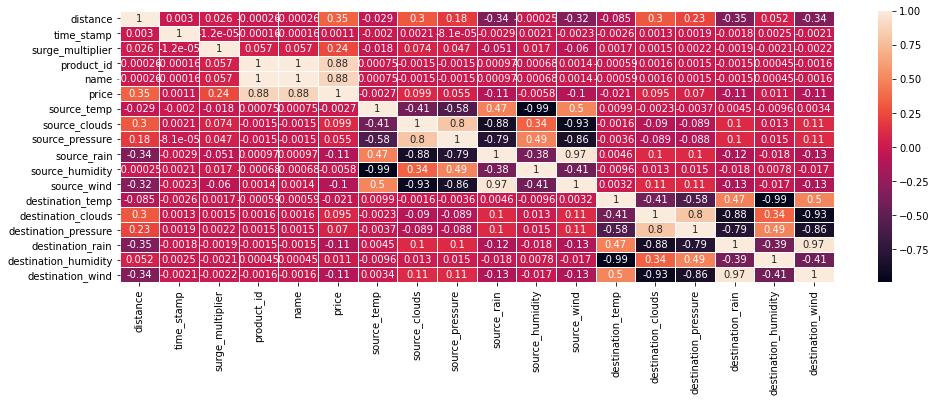 distance 1 0.003 0.026 -0.00026 -0.00026 0.35 -0.029 0.3 0.18 -0.34 -0.00025 -0.32 -0.085 0.3 0.23 -0.35 0.052 -0.34
time_stamp 0.003 1 -1.2e-05 -0.00016 -0.00016 0.0011 -0.002 0.0021 -8.1e-05 -0.0029 0.0021 -0.0023 -0.0026 0.0013 0.0019 -0.0018 0.0025 -0.0021
surge_multiplier 0.026 -1.2e-05 1 0.057 0.057 0.24 -0.018 0.074 0.047 -0.051 0.017 -0.06 0.0017 0.0015 0.0022 -0.0019 -0.0021 -0.0022
product_id -0.00026 -0.00016 0.057 1 1 0.88 0.00075 -0.0015 -0.0015 0.00097 -0.00068 0.0014 -0.00059 0.0016 0.0015 -0.0015 0.00045 -0.0016
name -0.00026 -0.00016 0.057 1 1 0.88 0.00075 -0.0015 -0.0015 0.00097 -0.00068 0.0014 -0.00059 0.0016 0.0015 -0.0015 0.00045 -0.0016
price 0.35 0.0011 0.24 0.88 0.88 1 -0.0027 0.099 0.055 -0.11 -0.0058 -0.1 -0.021 0.095 0.07 -0.11 0.011 -0.11
source_temp -0.029 -0.002 -0.018 0.00075 0.00075 -0.0027 1 -0.41 -0.58 0.47 -0.99 0.5 0.0099 -0.0023 -0.0037 0.0045 -0.0096 0.0034
source_clouds 0.3 0.0021 0.074 -0.0015 -0.0015 0.099 -0.41 1 0.8 -0.88 0.34 -0.93 -0.0016 -0.09 -0.089 0.1 0.013 0.11
source_pressure 0.18 -8.1e-05 0.047 -0.0015 -0.0015 0.055 -0.58 0.8 1 -0.79 0.49 -0.86 -0.0036 -0.089 -0.088 0.1 0.015 0.11
source_rain -0.34 -0.0029 -0.051 0.00097 0.00097 -0.11 0.47 -0.88 -0.79 1 -0.38 0.97 0.0046 0.1 0.1 -0.12 -0.018 -0.13
source_humidity -0.00025 0.0021 0.017 -0.00068 -0.00068 -0.0058 -0.99 0.34 0.49 -0.38 1 -0.41 -0.0096 0.013 0.015 -0.013 0.0078 -0.017
source_wind -0.32 -0.0023 -0.06 0.0014 0.0014 -0.1 0.5 -0.93 -0.86 0.97 -0.41 1 0.0032 0.11 0.11 -0.13 -0.017 -0.13
destination_temp -0.085 -0.0026 0.0017 -0.00059 -0.00059 -0.021 0.0099 -0.0016 -0.0036 0.0046 -0.0096 0.0032 1 -0.41 -0.58 0.47 -0.99 0.5
destination_clouds 0.3 0.0013 0.0015 0.0016 0.0016 0.095 -0.0023 -0.09 -0.089 0.1 0.013 0.11 -0.41 1 0.8 -0.88 0.34 -0.93
destination_pressure 0.23 0.0019 0.0022 0.0015 0.0015 0.07 -0.0037 -0.089 -0.088 0.1 0.015 0.11 -0.58 0.8 1 -0.79 0.49 -0.86
destination_rain -0.35 -0.0018 -0.0019 -0.0015 -0.0015 -0.11 0.0045 0.1 0.1 -0.12 -0.013 -0.13 0.47 -0.88 -0.79 1 -0.39 0.97
destination_humidity 0.052 0.0025 -0.0021 0.00045 0.00045 0.011 -0.0096 0.013 0.015 -0.018 0.0078 -0.017 -0.99 0.34 0.49 -0.39 1 -0.41
destination_wind -0.34 -0.0021 -0.0022 -0.0016 -0.0016 -0.11 0.0034 0.11 0.11 -0.13 -0.017 -0.13 0.5 -0.93 -0.86 0.97 -0.41 1
distance
time_stamp
surge_multiplier
product_id
name
price
source_temp
source_clouds
source_pressure
source_rain
source_humidity
source_wind
destination_temp
destination_clouds
destination_pressure
destination_rain
destination_humidity
destination_wind
1.00
0.75
0.50
0.25
0.00
−0.25
−0.50
−0.75